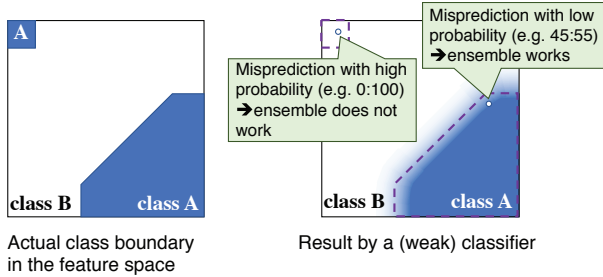 A
class B
class A
Actual class boundary
in the feature space
Misprediction with high
probability (e.g. 0:100)
➔ensemble does not
work
Misprediction with low
probability (e.g. 45:55)
➔ensemble works
class B
class A
Result by a (weak) classifier